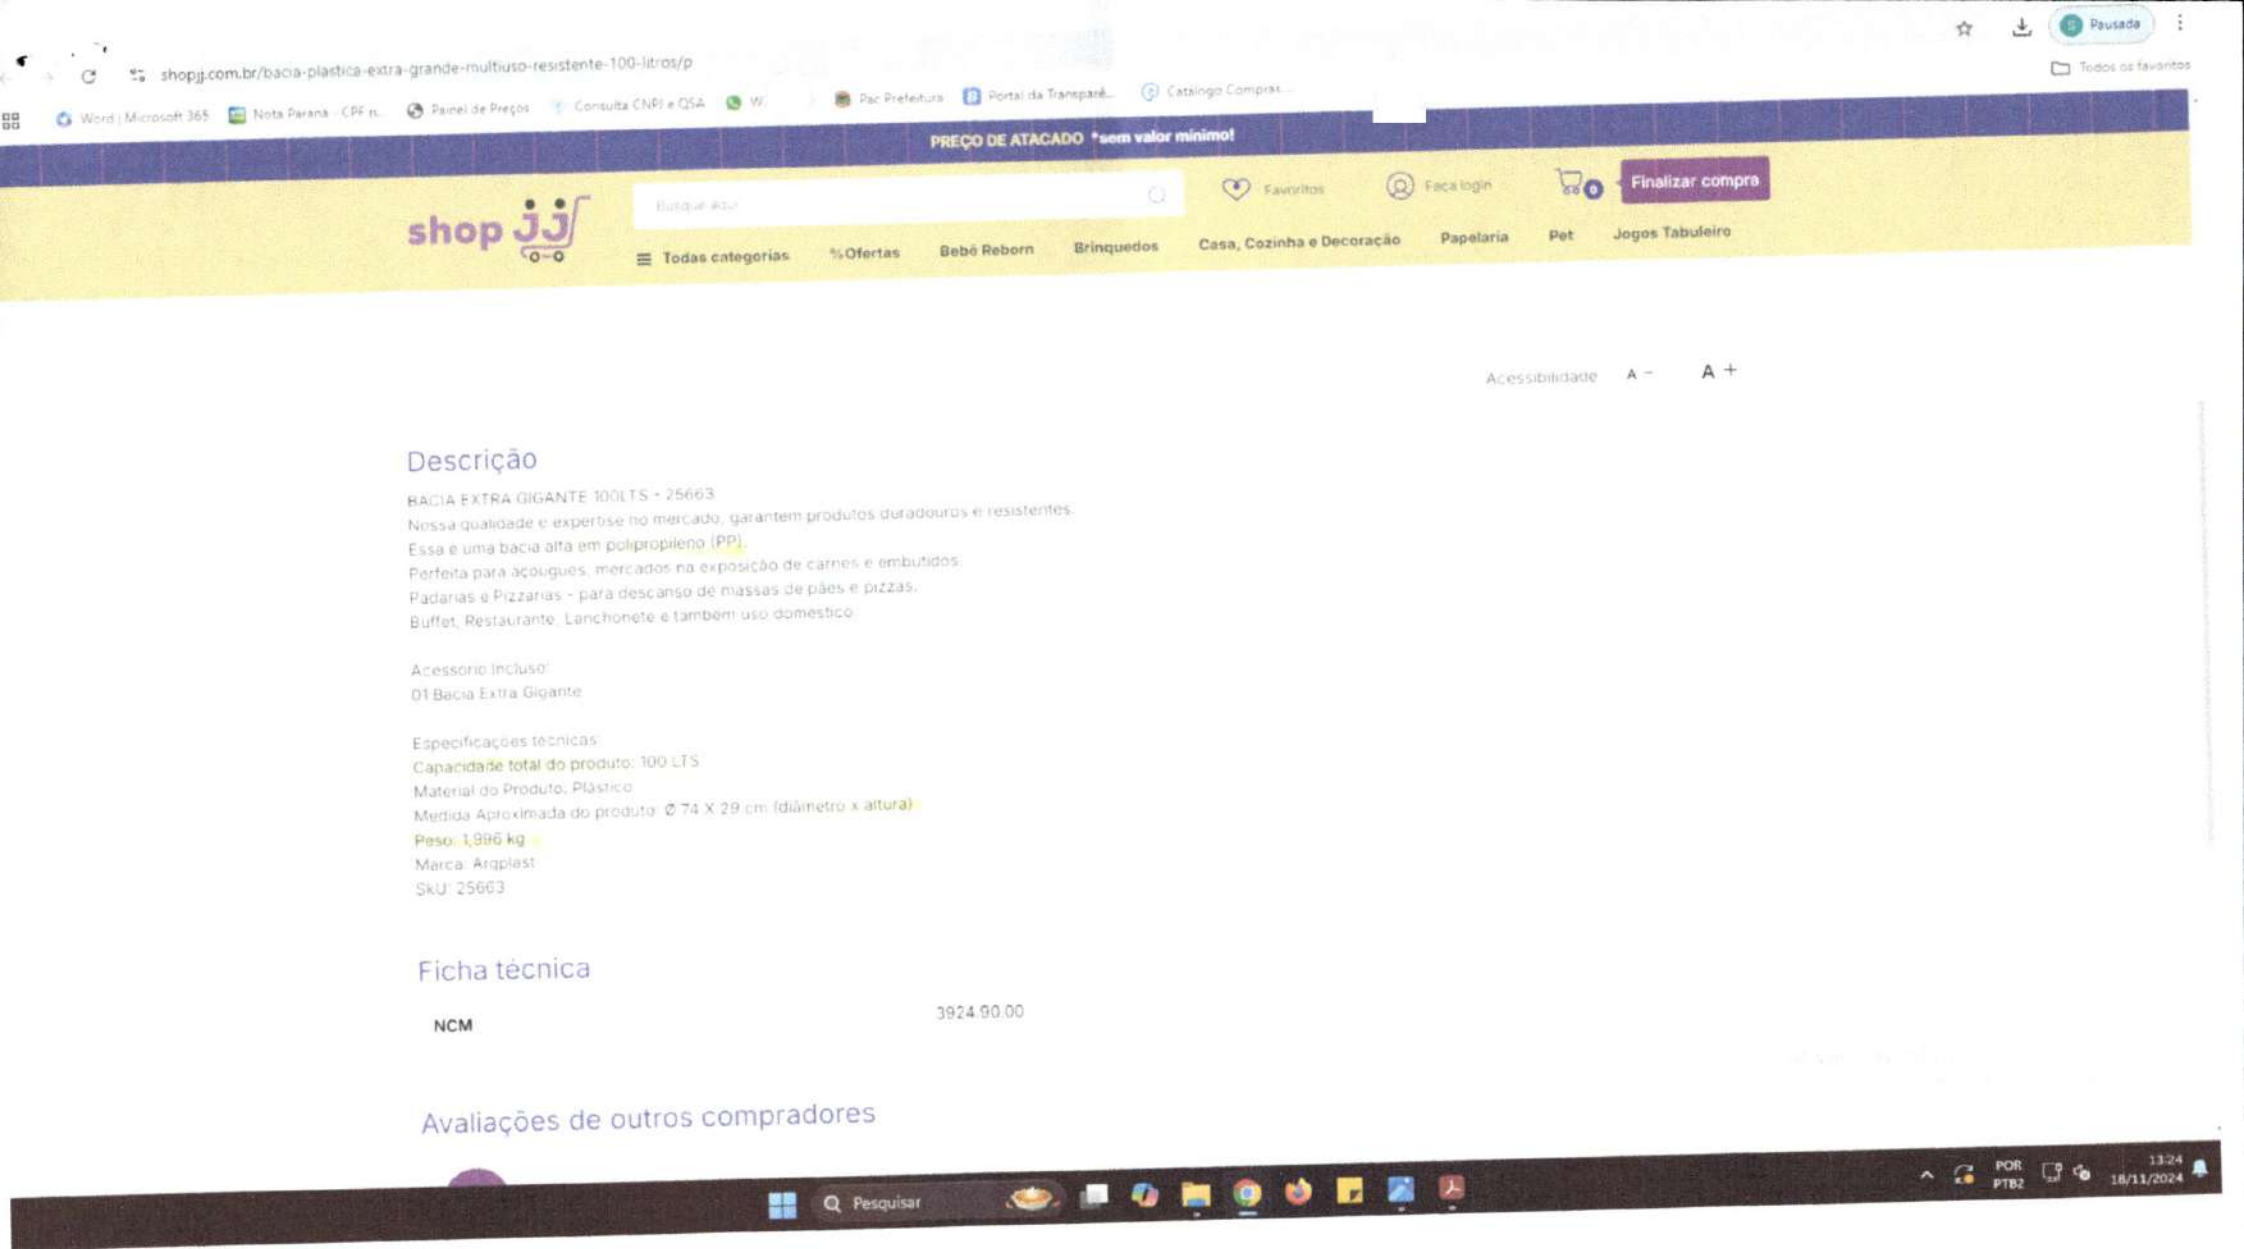 Pausada
shopjj.com.br/bacia-plastica-extra-grande-multiuso-resistente-100-litros/p
Todos os favoritos
Word | Microsoft 365 Nota Paraná - CPF n... Painel de Preços Consulta CNPJ e QSA W Pac Prefeitura Portal da Transparê... Catálogo Compras...
PREÇO DE ATACADO *sem valor mínimo!
shop jj
Busque aqui
Favoritos
Faça login
0
Finalizar compra
Todas categorias %Ofertas Bebê Reborn Brinquedos Casa, Cozinha e Decoração Papelaria Pet Jogos Tabuleiro
Acessibilidade A - A +
Descrição
BACIA EXTRA GIGANTE 100LTS - 25663
Nossa qualidade e expertise no mercado, garantem produtos duradouros e resistentes.
Essa é uma bacia alta em polipropileno (PP).
Perfeita para açougues, mercados na exposição de carnes e embutidos.
Padarias e Pizzarias - para descanso de massas de pães e pizzas.
Buffet, Restaurante, Lanchonete e também uso doméstico
Acessório Incluso:
01 Bacia Extra Gigante
Especificações técnicas:
Capacidade total do produto: 100 LTS
Material do Produto: Plástico
Medida Aproximada do produto: Ø 74 X 29 cm (diâmetro x altura)
Peso: 1,996 kg
Marca: Arqplast
SkU: 25663
Ficha técnica
NCM 3924.90.00
Avaliações de outros compradores
Pesquisar
POR
PTB2
13:24
18/11/2024